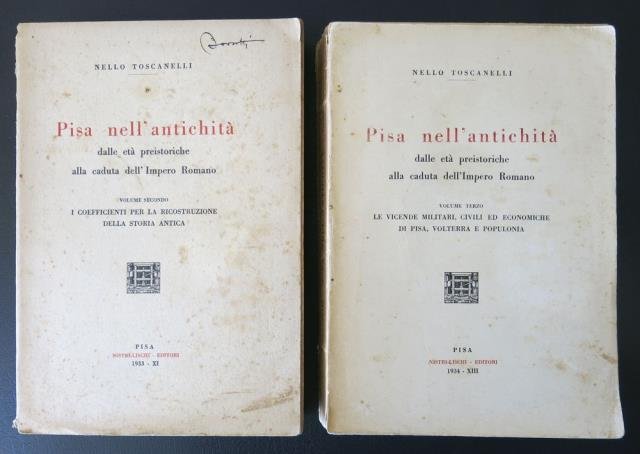 NELLO TOSCANELLI
Pisa nell'antichità
dalle età preistoriche
alla caduta dell'Impero Romano
VOLUME SECONDO
I COEFFICIENTI PER LA RICOSTRUZIONE
DELLA STORIA ANTICA
PISA
NISTRI-LISCHI - EDITORI
1933 - XI
NELLO TOSCANELLI
Pisa nell'antichità
dalle età preistoriche
alla caduta dell'Impero Romano
VOLUME TERZO
LE VICENDE MILITARI, CIVILI ED ECONOMICHE
DI PISA, VOLTERRA E POPULONIA
PISA
NISTRI-LISCHI - EDITORI
1934 - XIII